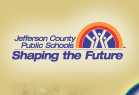 Jefferson County
Public Schools
Shaping the Future